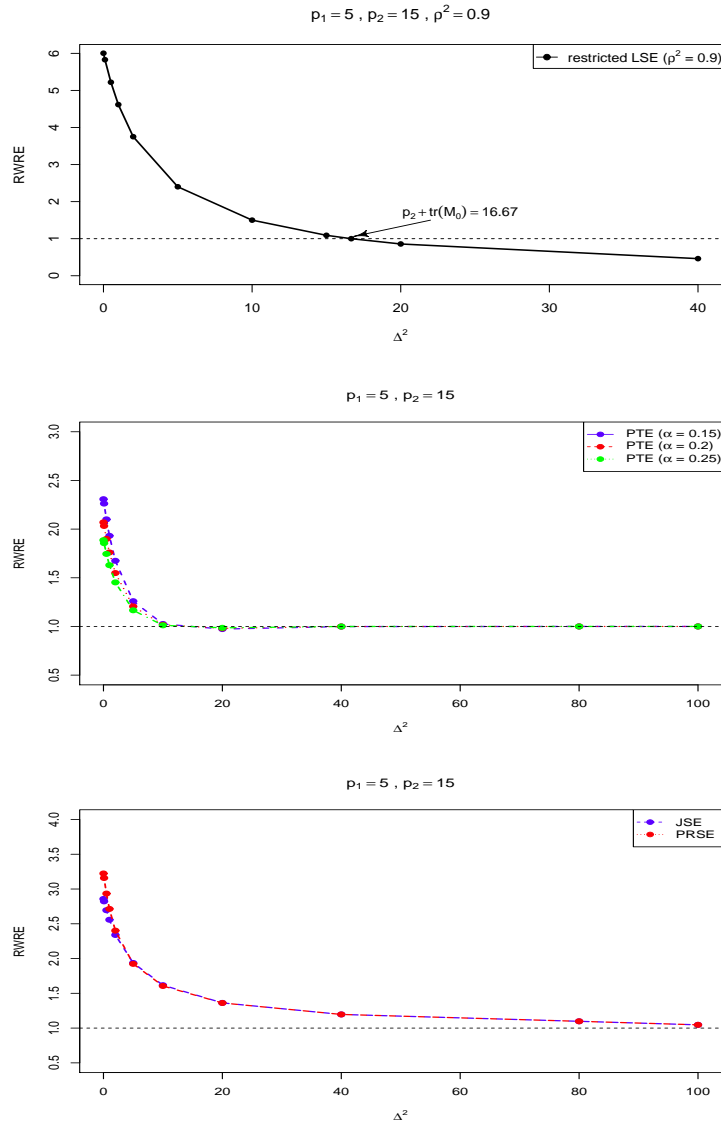 p₁ = 5 , p₂ = 15 , ρ² = 0.9
RWRE
6
5
4
3
2
1
0
restricted LSE (ρ² = 0.9)
p₂ + tr(M₀) = 16.67
0
10
20
30
40
Δ²
p₁ = 5 , p₂ = 15
RWRE
3.0
2.5
2.0
1.5
1.0
0.5
PTE (α = 0.15)
PTE (α = 0.2)
PTE (α = 0.25)
0
20
40
60
80
100
Δ²
p₁ = 5 , p₂ = 15
RWRE
4.0
3.5
3.0
2.5
2.0
1.5
1.0
0.5
JSE
PRSE
0
20
40
60
80
100
Δ²